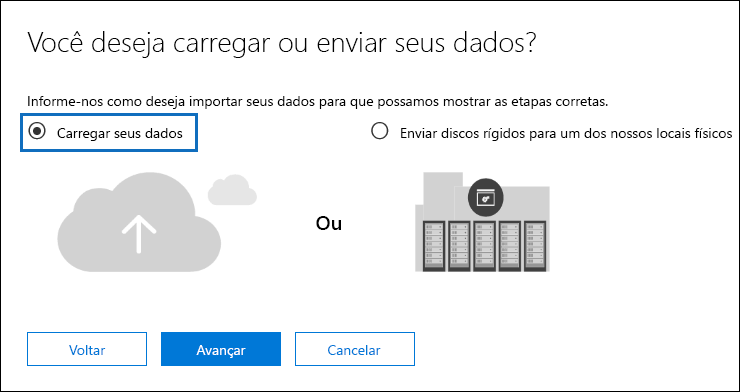 Você deseja carregar ou enviar seus dados?
Informe-nos como deseja importar seus dados para que possamos mostrar as etapas corretas.
Carregar seus dados
Enviar discos rígidos para um dos nossos locais físicos
Ou
Voltar
Avançar
Cancelar